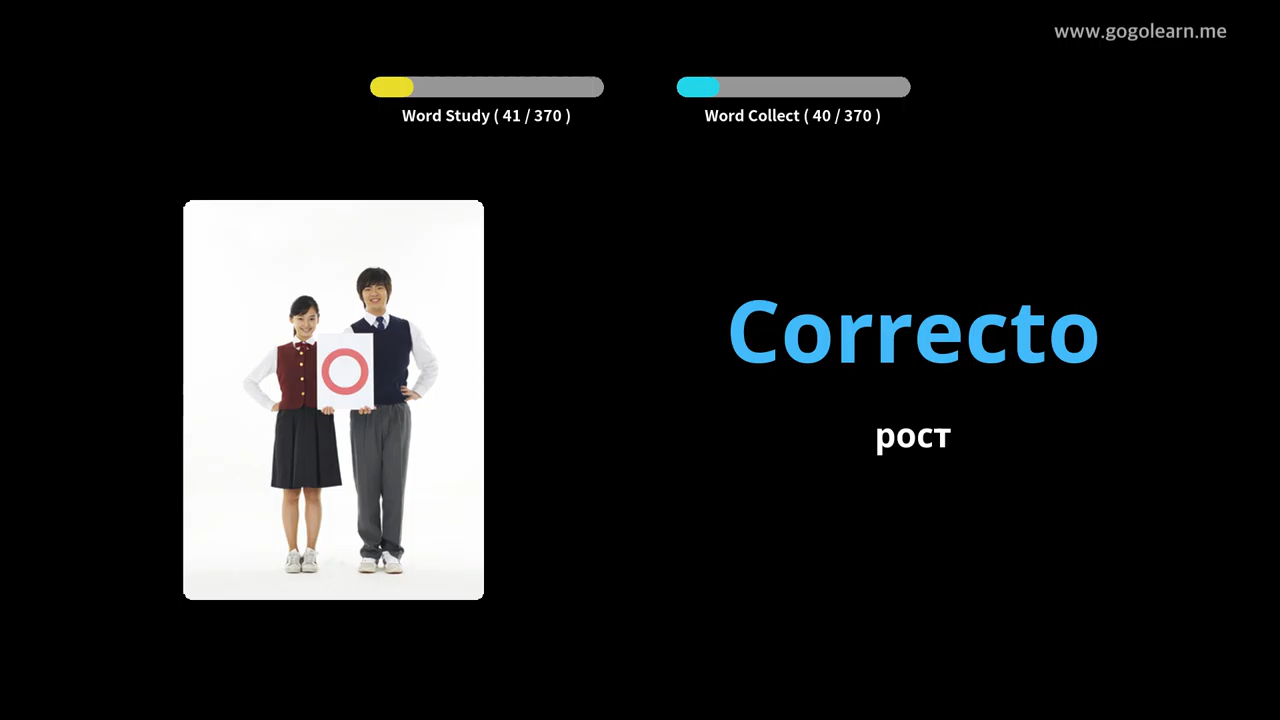 www.gogolearn.me
Word Study ( 41 / 370 )
Word Collect ( 40 / 370 )
Correcto
рост